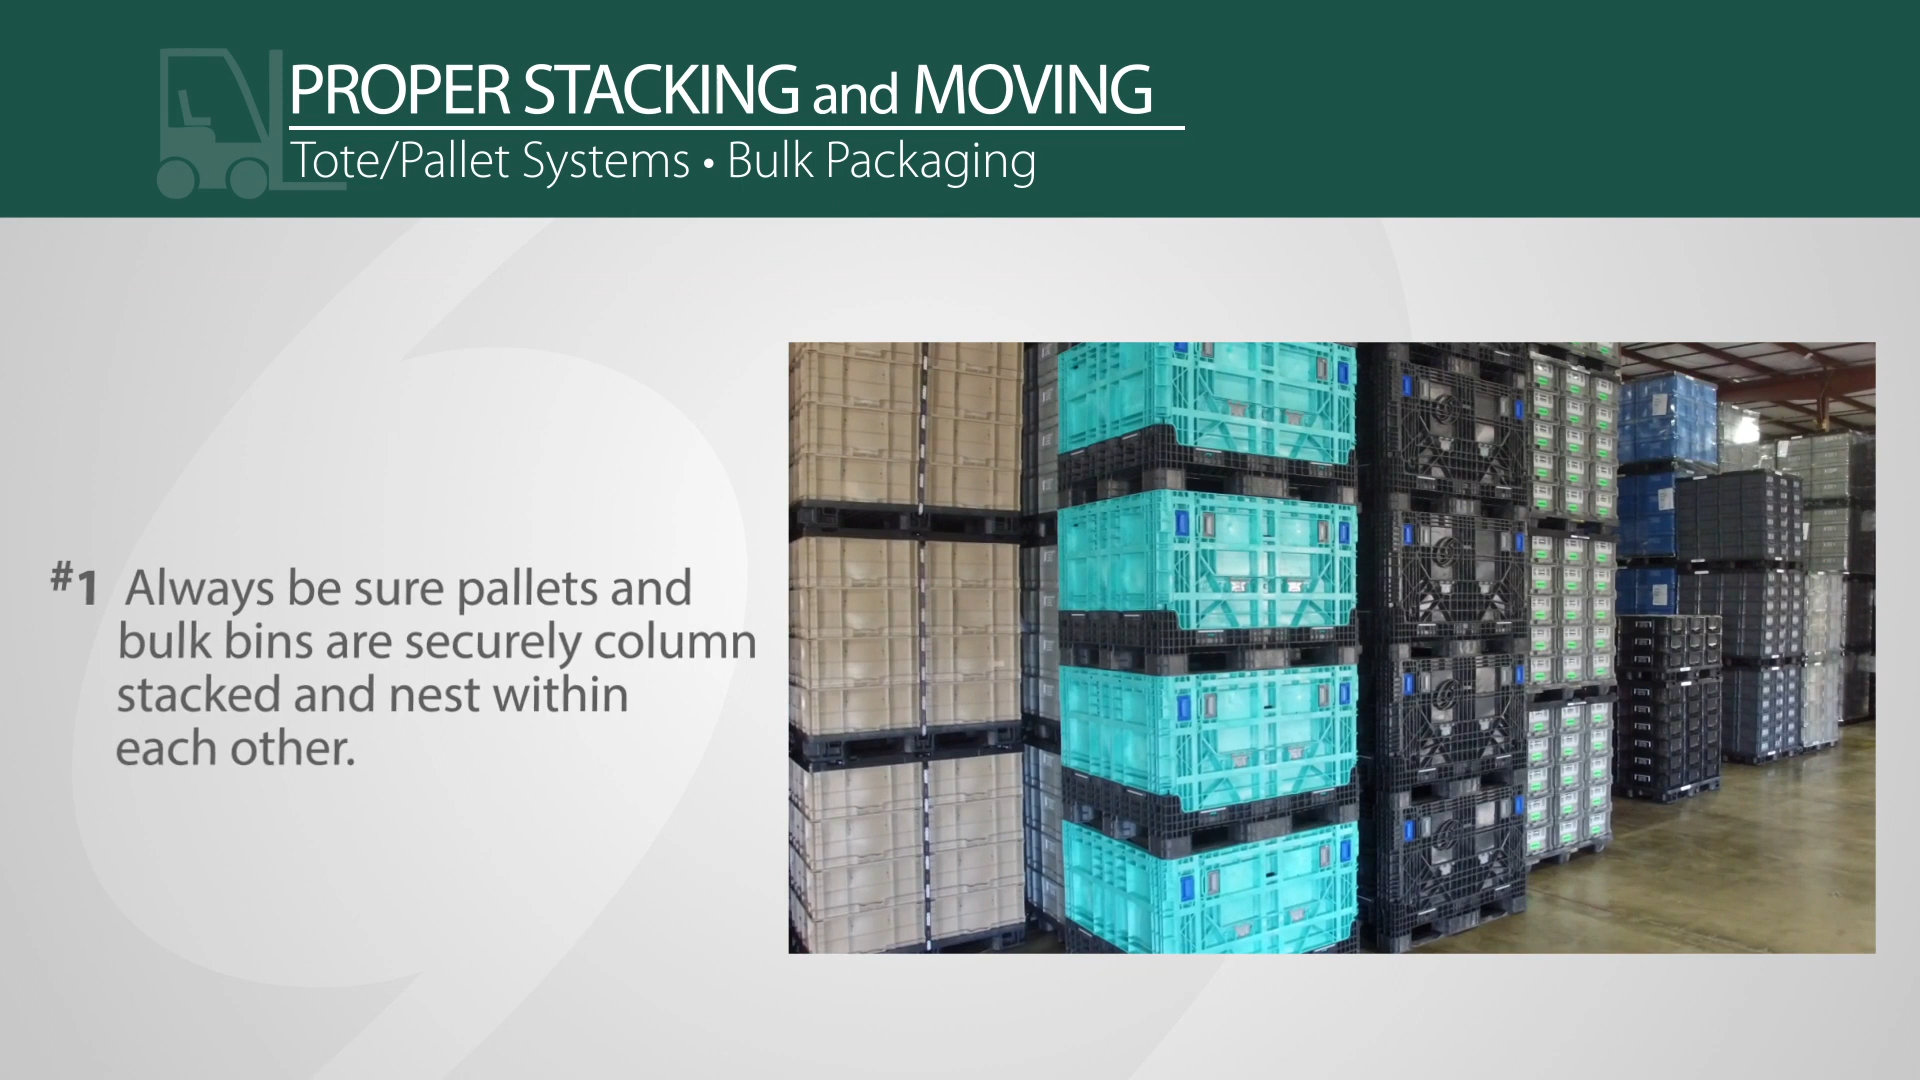 PROPER STACKING and MOVING
Tote/Pallet Systems • Bulk Packaging
#1 Always be sure pallets and
bulk bins are securely column
stacked and nest within
each other.